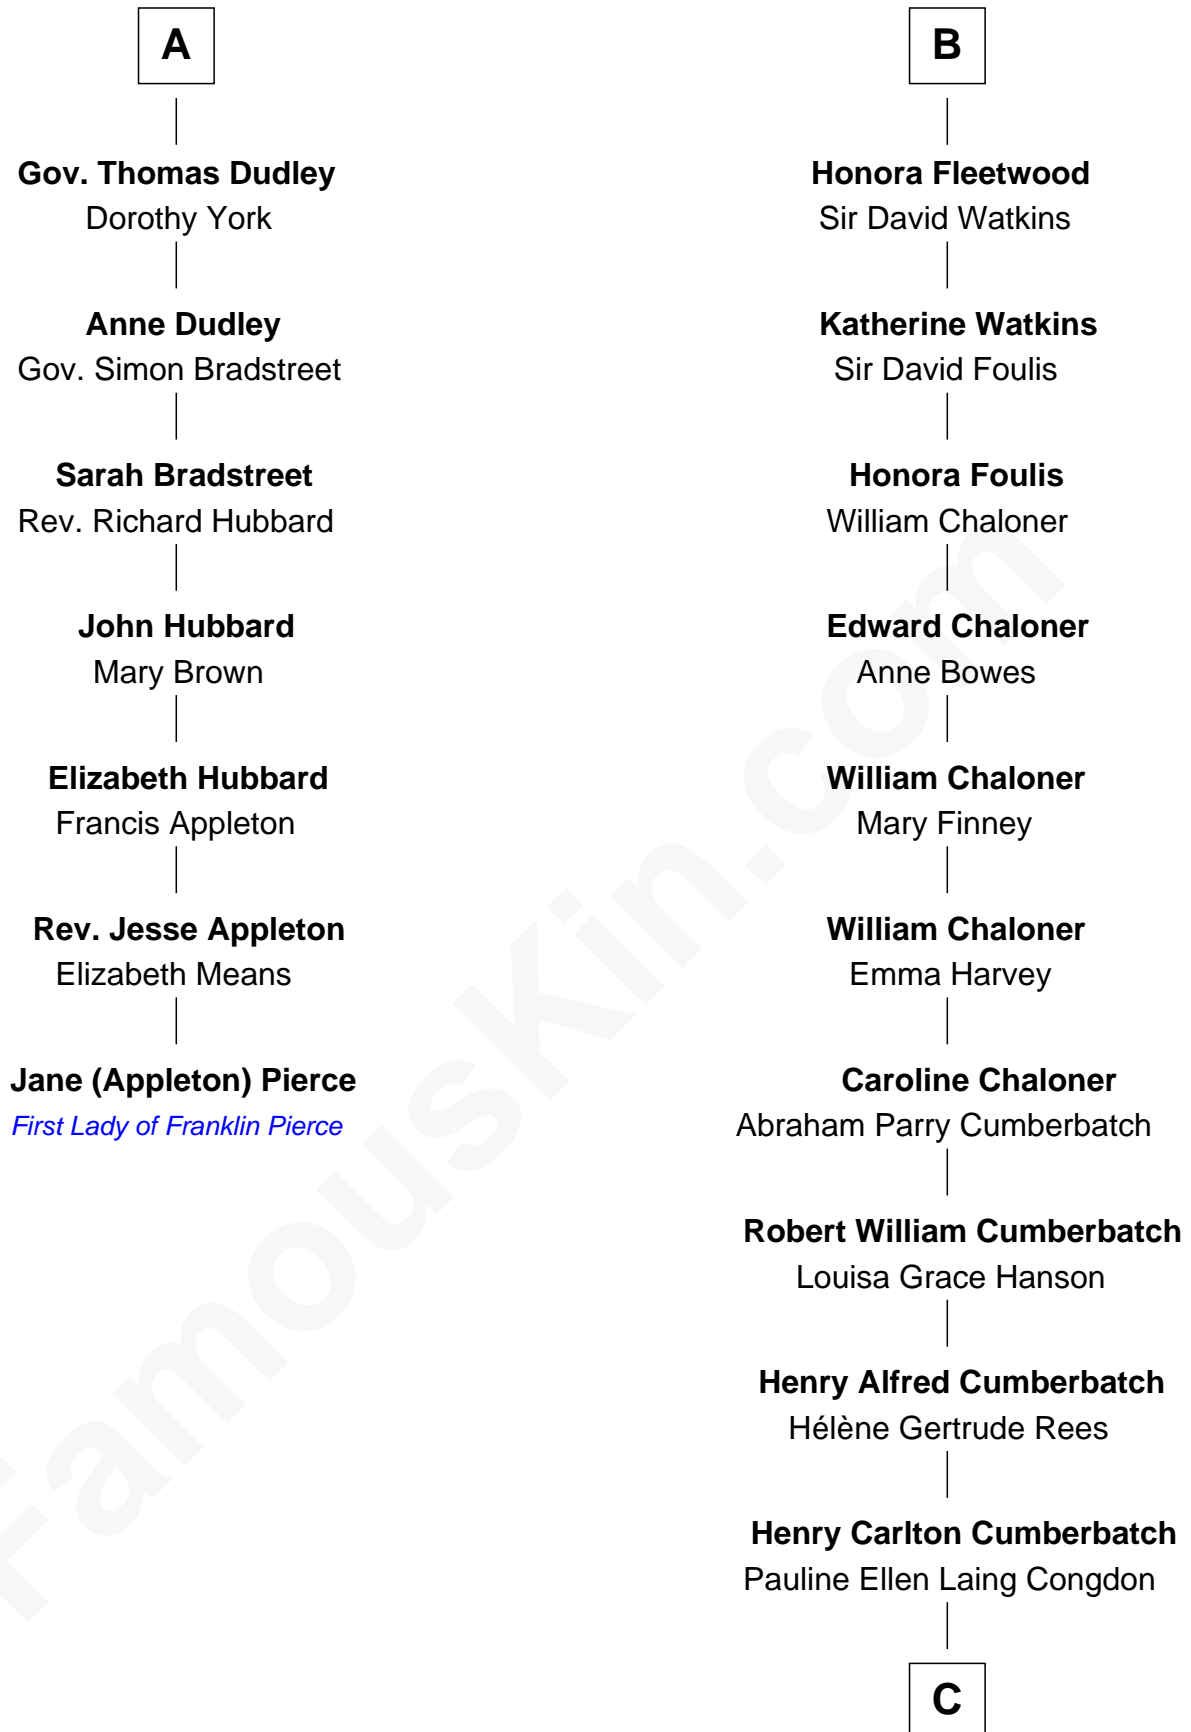 A
Gov. Thomas Dudley
Dorothy York
Anne Dudley
Gov. Simon Bradstreet
Sarah Bradstreet
Rev. Richard Hubbard
John Hubbard
Mary Brown
Elizabeth Hubbard
Francis Appleton
Rev. Jesse Appleton
Elizabeth Means
Jane (Appleton) Pierce
First Lady of Franklin Pierce
B
Honora Fleetwood
Sir David Watkins
Katherine Watkins
Sir David Foulis
Honora Foulis
William Chaloner
Edward Chaloner
Anne Bowes
William Chaloner
Mary Finney
William Chaloner
Emma Harvey
Caroline Chaloner
Abraham Parry Cumberbatch
Robert William Cumberbatch
Louisa Grace Hanson
Henry Alfred Cumberbatch
Hélène Gertrude Rees
Henry Carlton Cumberbatch
Pauline Ellen Laing Congdon
C
FamousKin.com